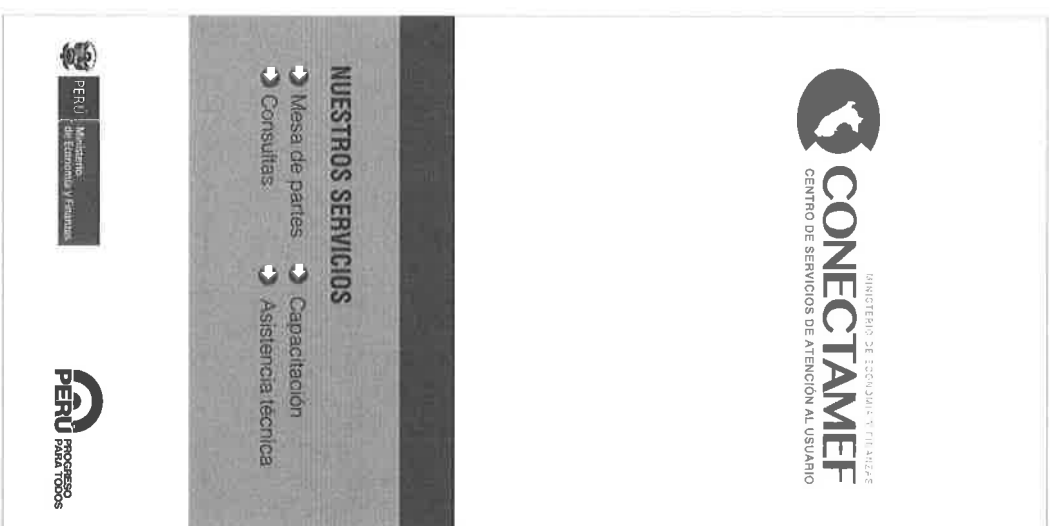 MINISTERIO DE ECONOMÍA Y FINANZAS
CONECTAMEF
CENTRO DE SERVICIOS DE ATENCIÓN AL USUARIO
NUESTROS SERVICIOS
Mesa de partes
Capacitación
Consultas
Asistencia técnica
PERÚ
Ministerio
de Economía y Finanzas
PERÚ
PROGRESO
PARA TODOS